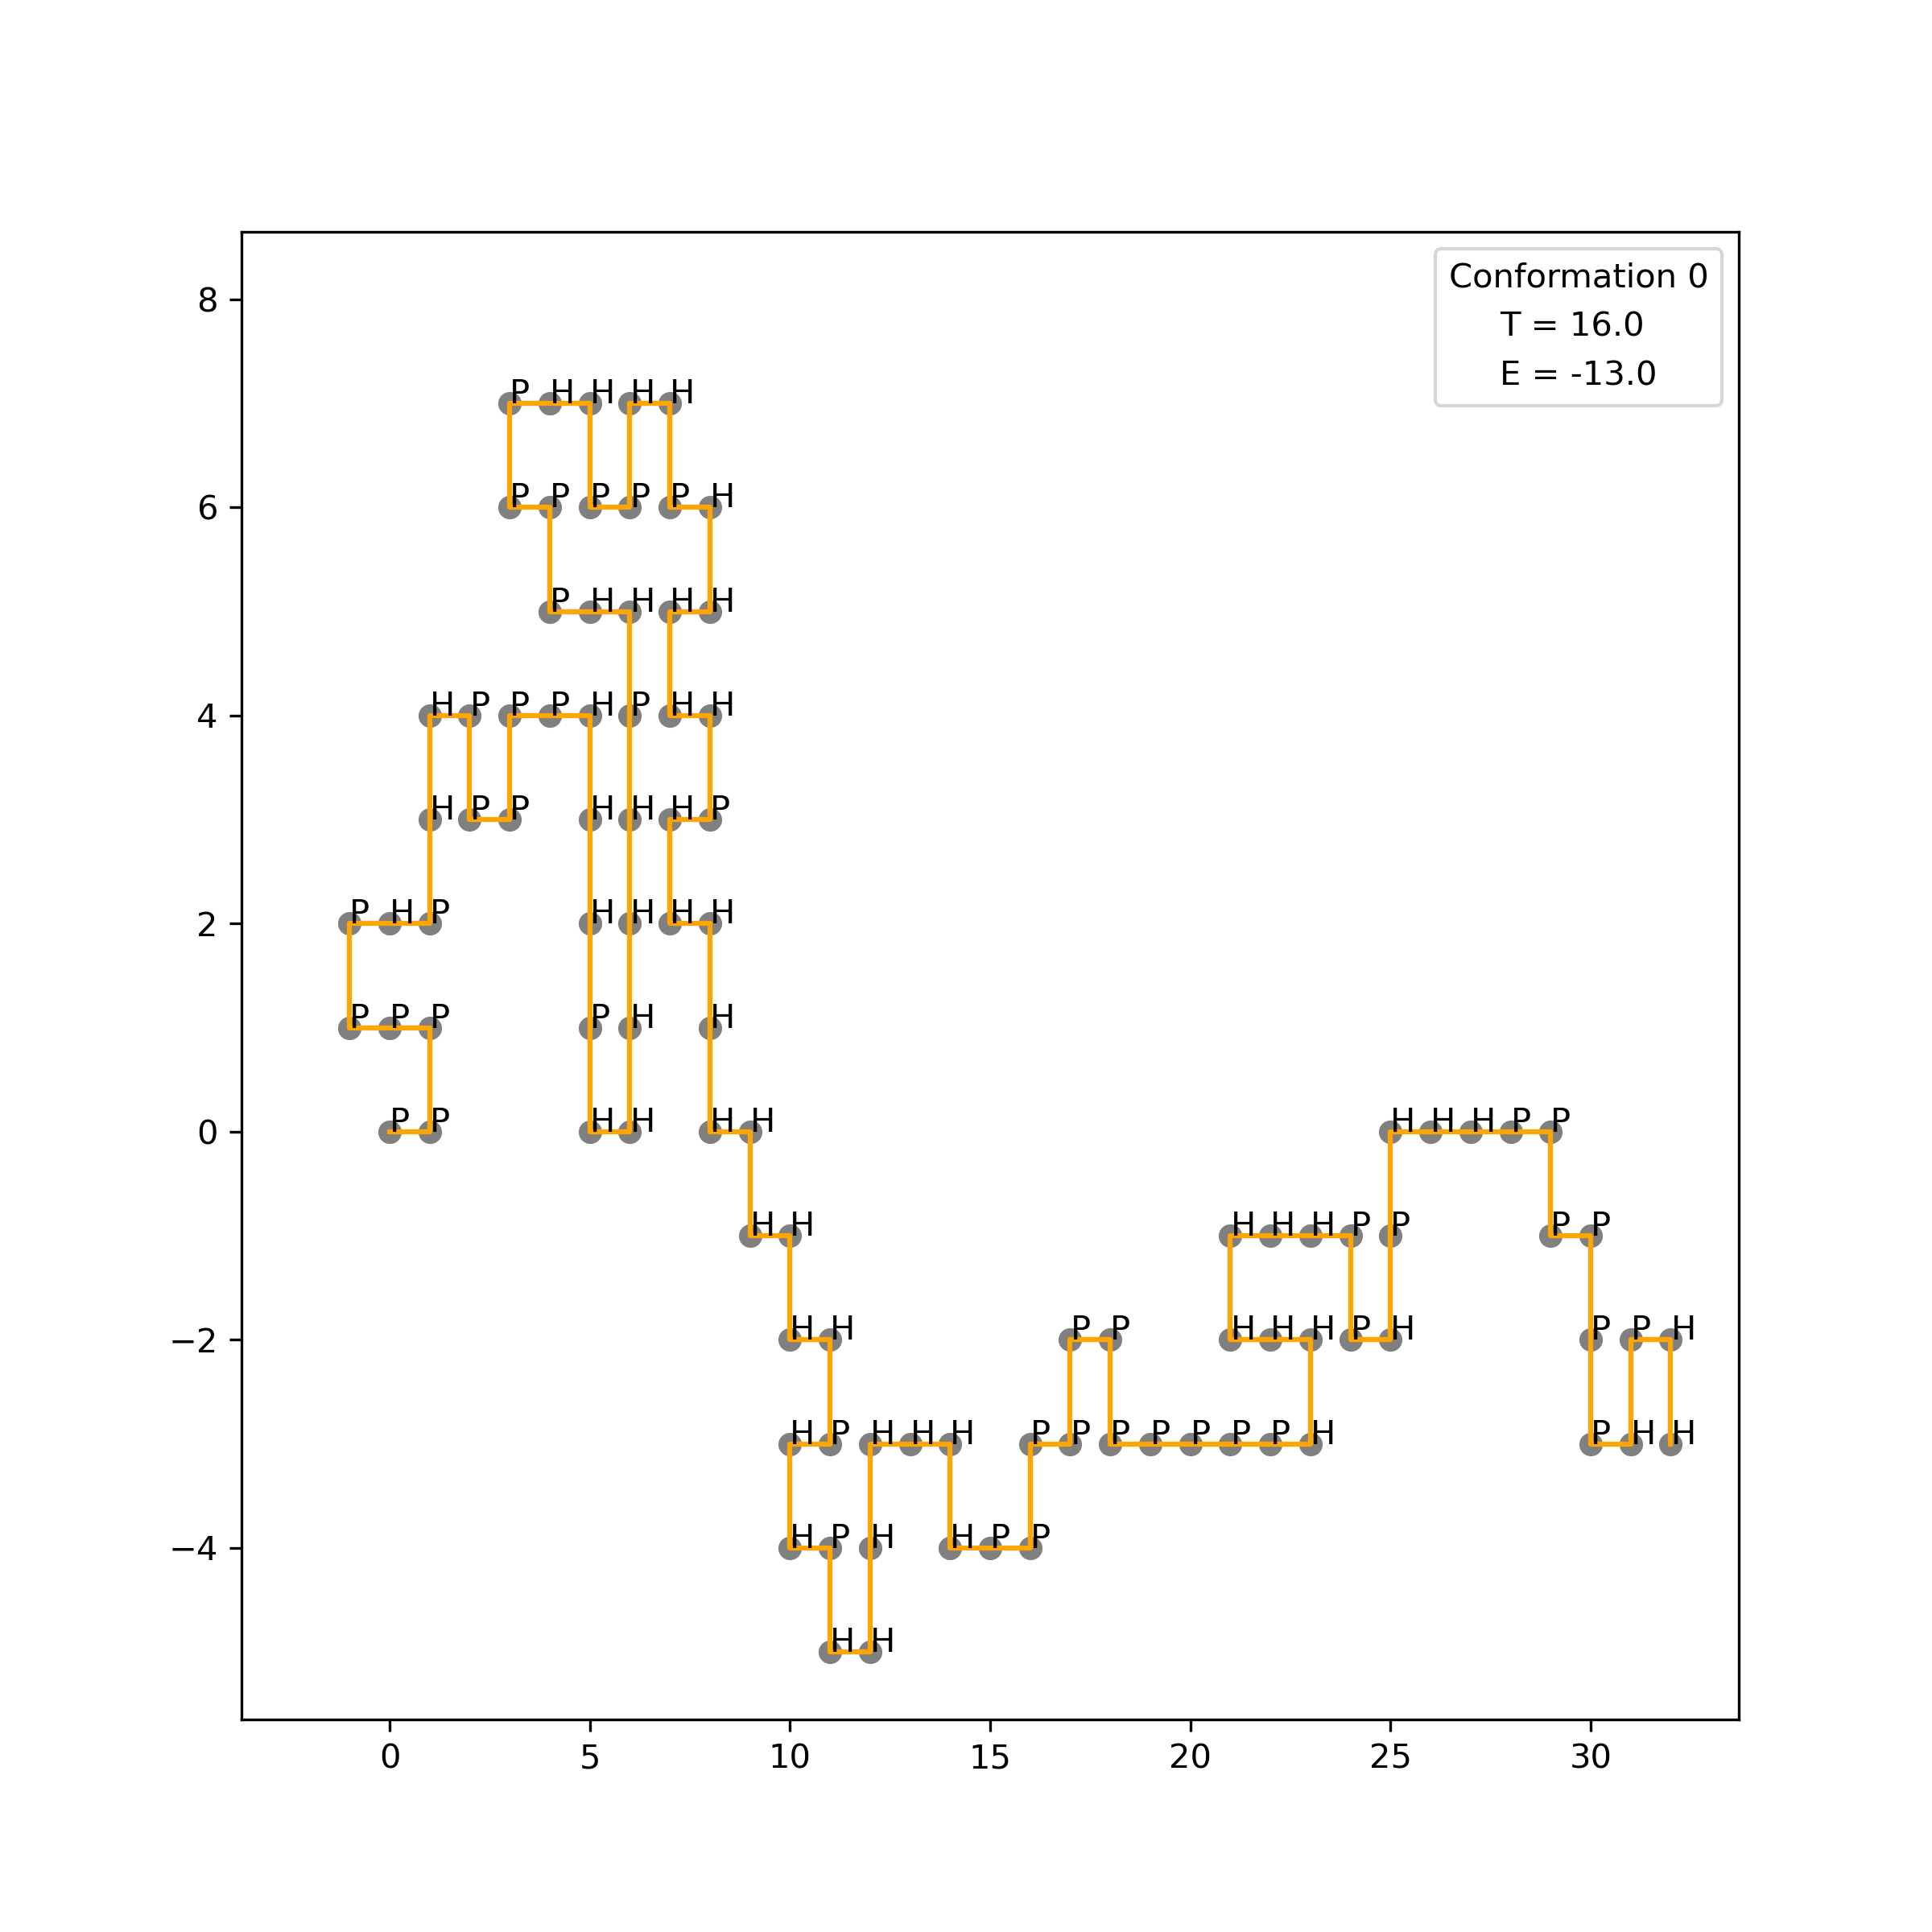 Conformation 0
T = 16.0
E = -13.0
8
P H H H H
6
P P P P P H
P H H H H
4
H P P P H P H H
H P P H H H P
2
P H P H H H H
P P P P H H
0
P P H H H H H H H P P
H H H H H P P P P
−2
H H P P H H H P H P P H
H P H H H P P P P P P P H P H H
−4
H P H H P P
H H
0 5 10 15 20 25 30